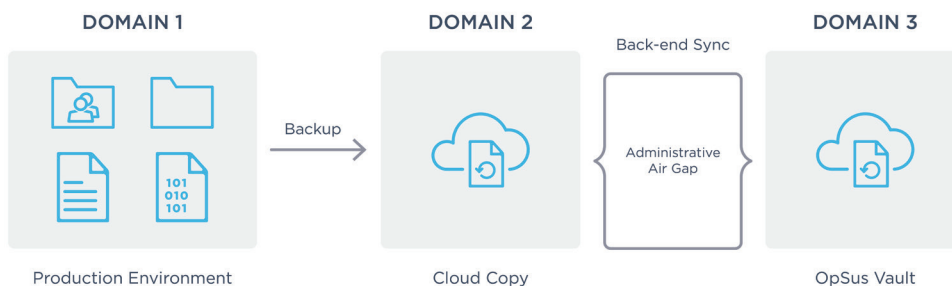 DOMAIN 1
DOMAIN 2
DOMAIN 3
Back-end Sync
Backup
Administrative
Air Gap
101
010
101
Production Environment
Cloud Copy
OpSus Vault